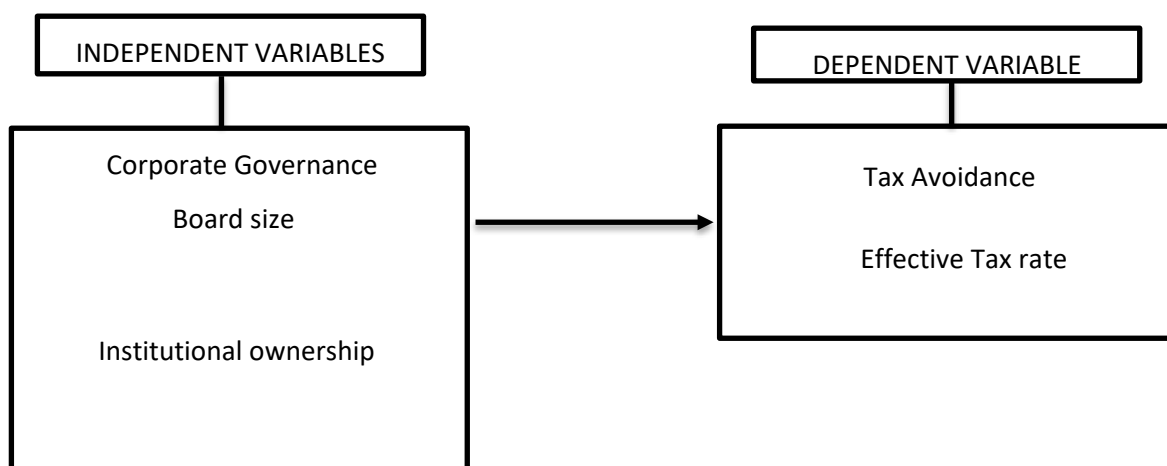 INDEPENDENT VARIABLES
DEPENDENT VARIABLE
Corporate Governance
Board size
Institutional ownership
Tax Avoidance
Effective Tax rate